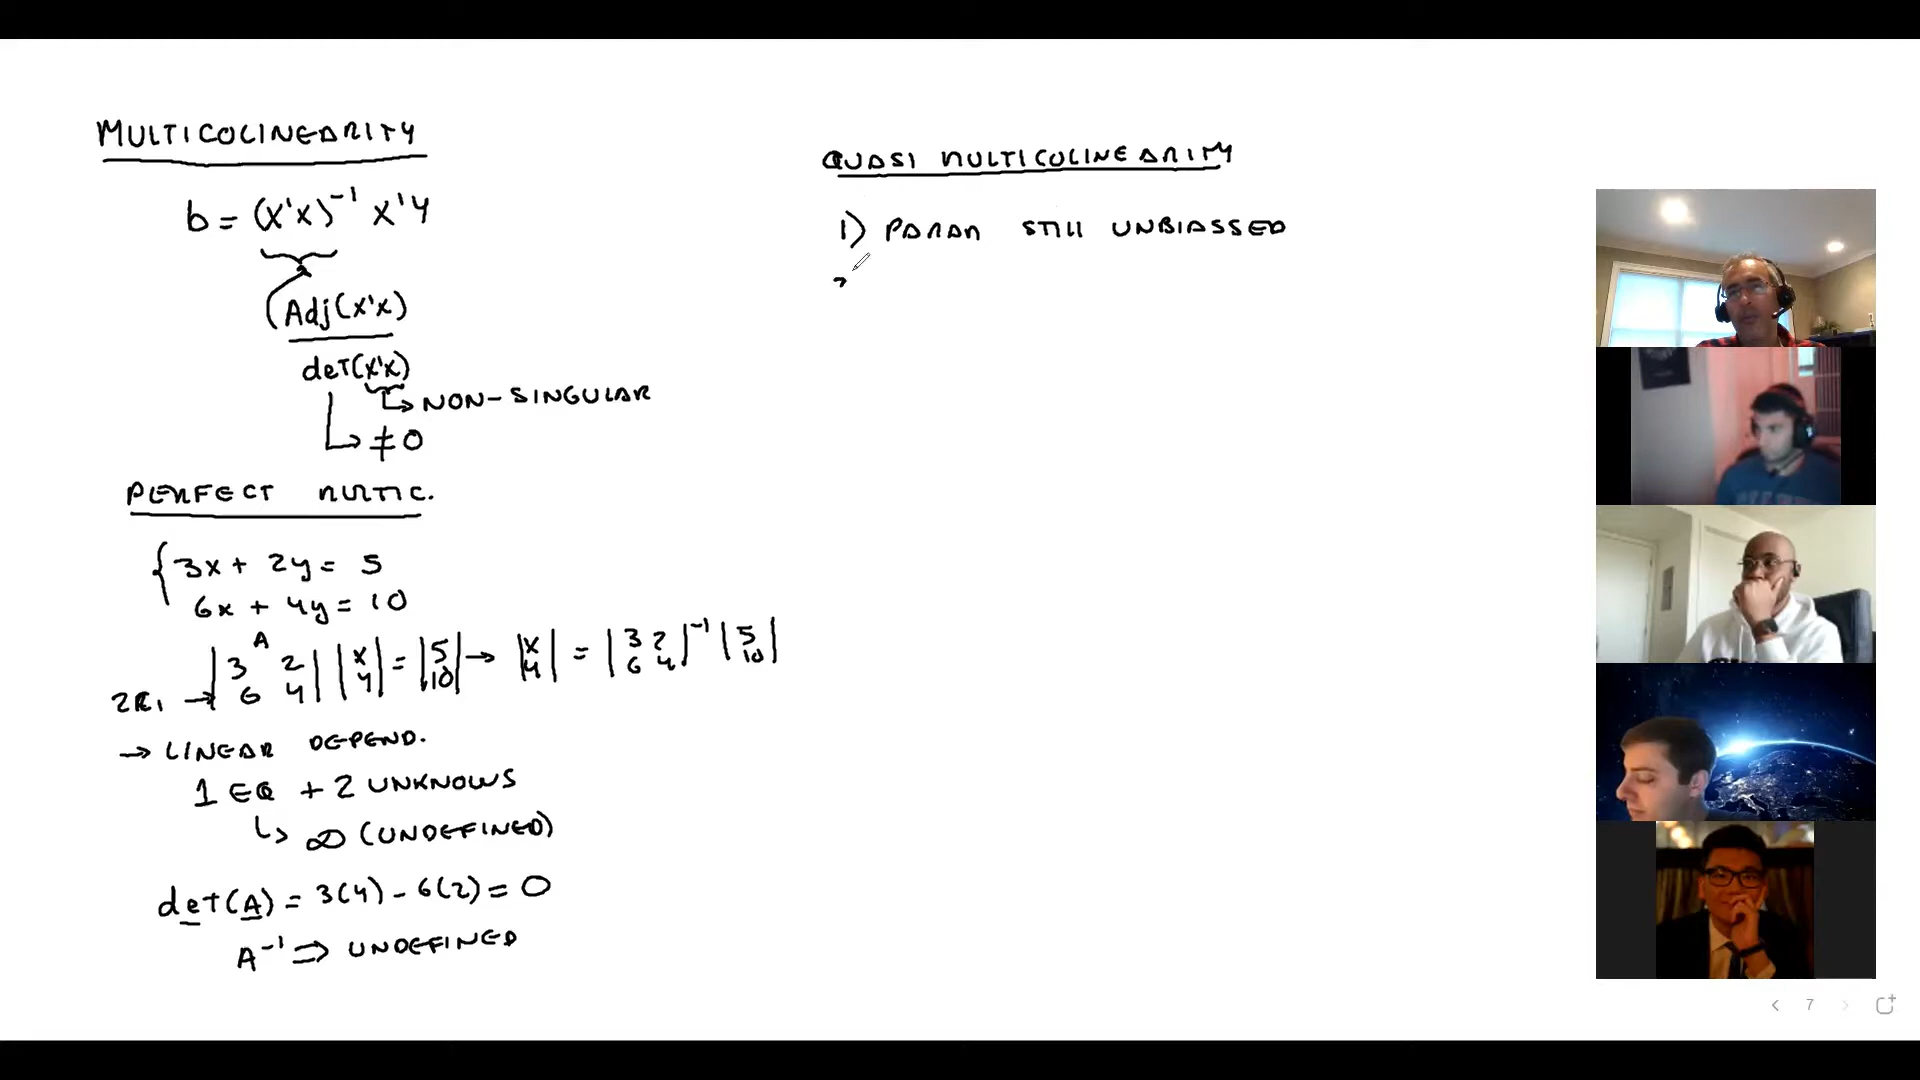 MULTICOLINEARITY
b = (x'x)⁻¹ x'y
Adj(x'x)
deT(x'x)
NON-SINGULAR
≠ 0
PERFECT MULTIC.
3x + 2y = 5
6x + 4y = 10
A
|3 2| |x| = |5| → |x| = |3 2|⁻¹ |5|
|6 4| |y| |10| |y| |6 4| |10|
2R₁ →
→ LINEAR DEPEND.
1 EQ + 2 UNKNOWS
↳ ∞ (UNDEFINED)
deT(A) = 3(4) - 6(2) = 0
A⁻¹ ⇒ UNDEFINED
QUASI MULTICOLINEARITY
1) PARAM STILL UNBIASSED
7